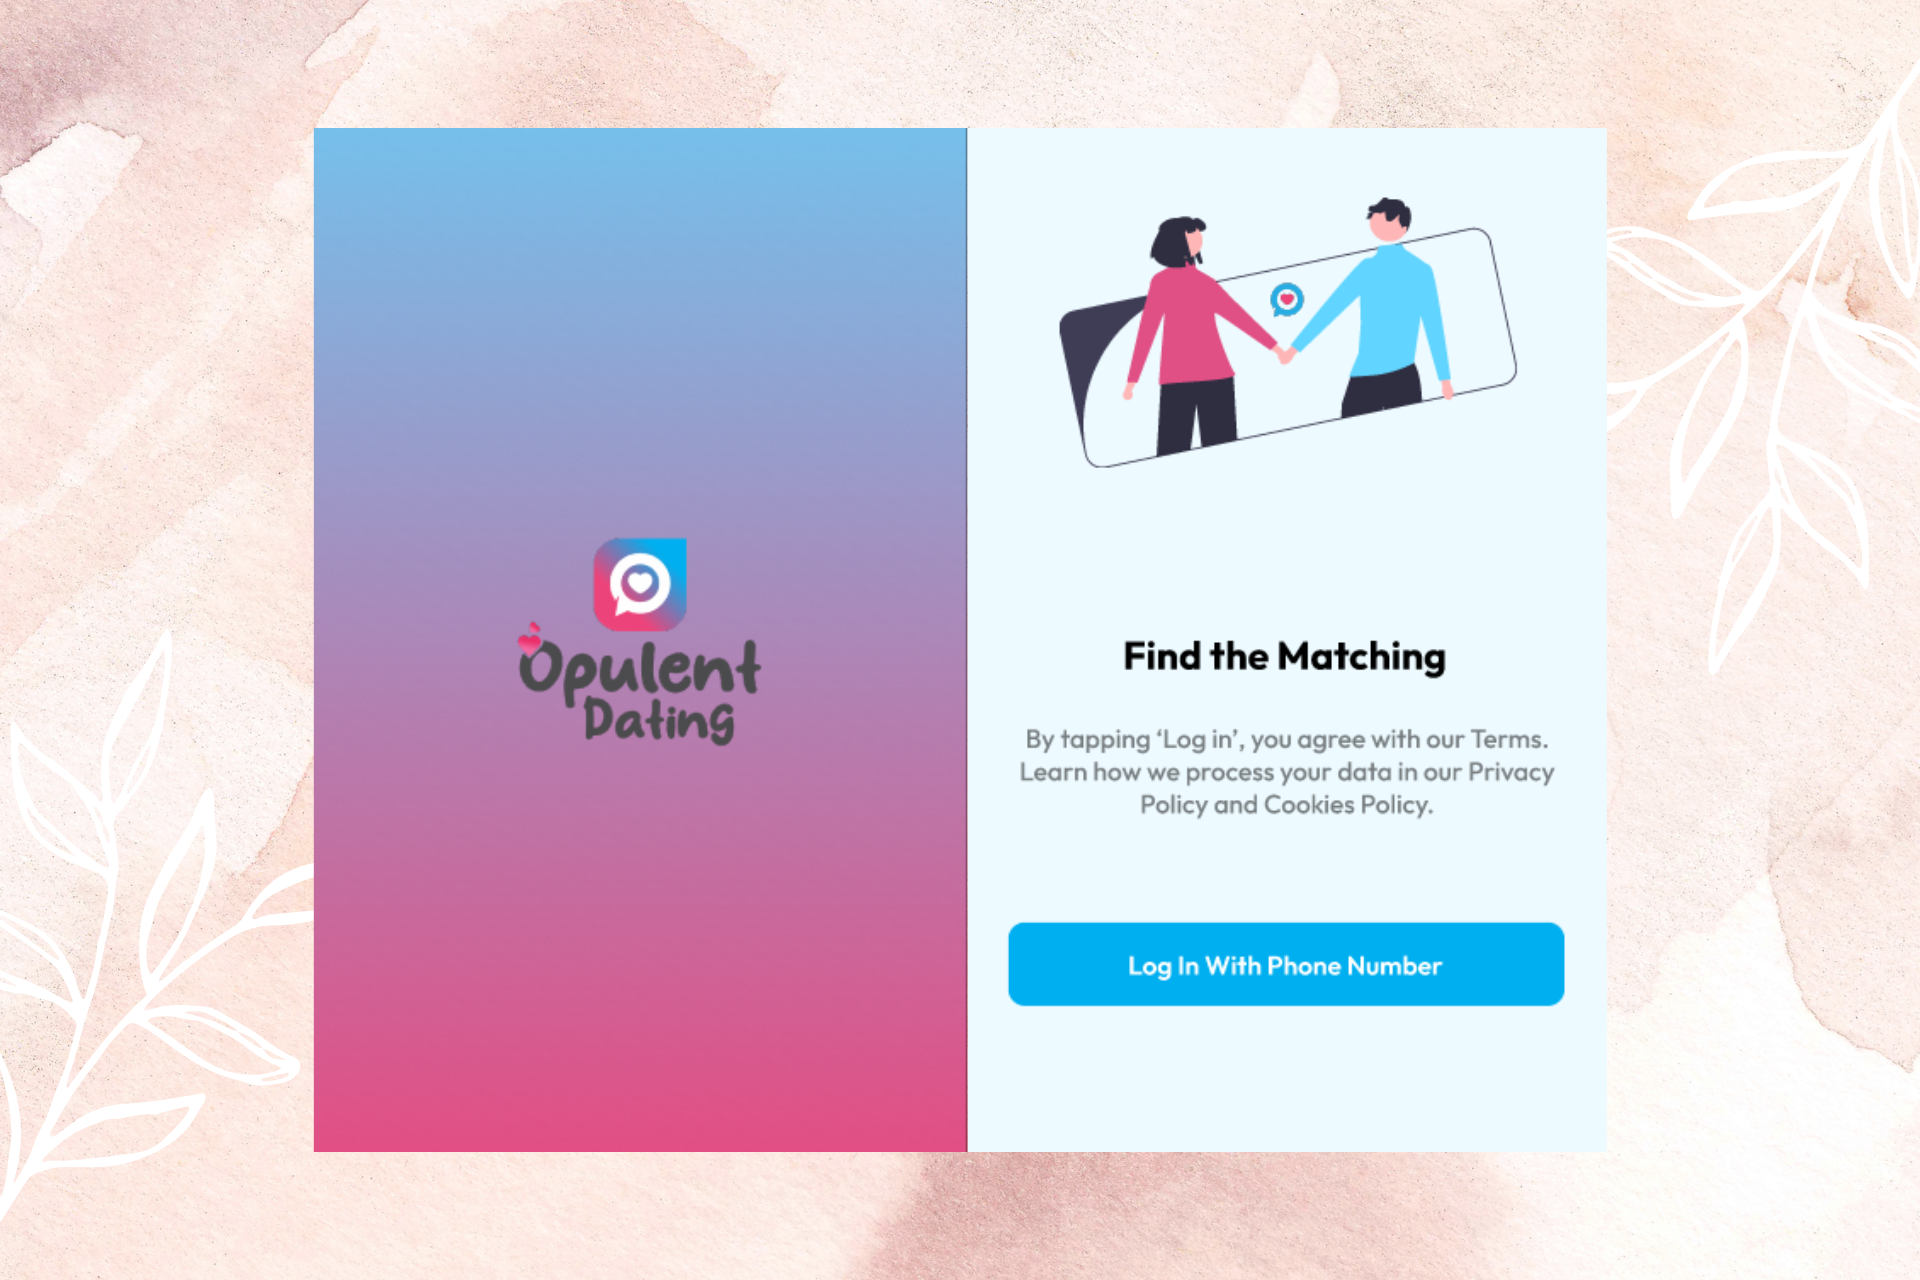 Opulent
Dating
Find the Matching
By tapping ‘Log in’, you agree with our Terms.
Learn how we process your data in our Privacy
Policy and Cookies Policy.
Log In With Phone Number